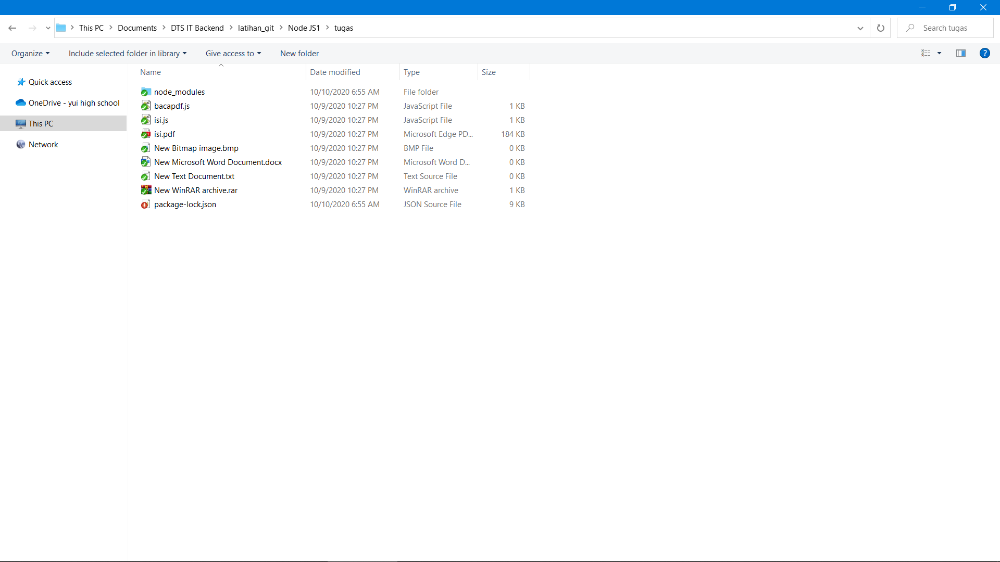 This PC Documents DTS IT Backend latihan_git Node JS1 tugas Search tugas
Organize Include selected folder in library Give access to New folder ?
Name Date modified Type Size
Quick access
OneDrive - yui high school
This PC
Network
node_modules 10/10/2020 6:55 AM File folder
bacapdf.js 10/9/2020 10:27 PM JavaScript File 1 KB
isi.js 10/9/2020 10:27 PM JavaScript File 1 KB
isi.pdf 10/9/2020 10:27 PM Microsoft Edge PD... 184 KB
New Bitmap image.bmp 10/9/2020 10:27 PM BMP File 0 KB
New Microsoft Word Document.docx 10/9/2020 10:27 PM Microsoft Word D... 0 KB
New Text Document.txt 10/9/2020 10:27 PM Text Source File 0 KB
New WinRAR archive.rar 10/9/2020 10:27 PM WinRAR archive 1 KB
package-lock.json 10/10/2020 6:55 AM JSON Source File 9 KB